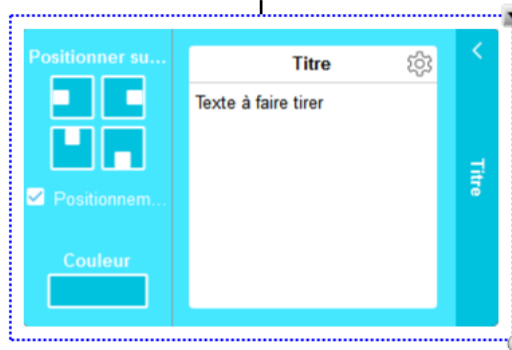 Positionner su...
Titre
Texte à faire tirer
Positionnem...
Couleur
Titre